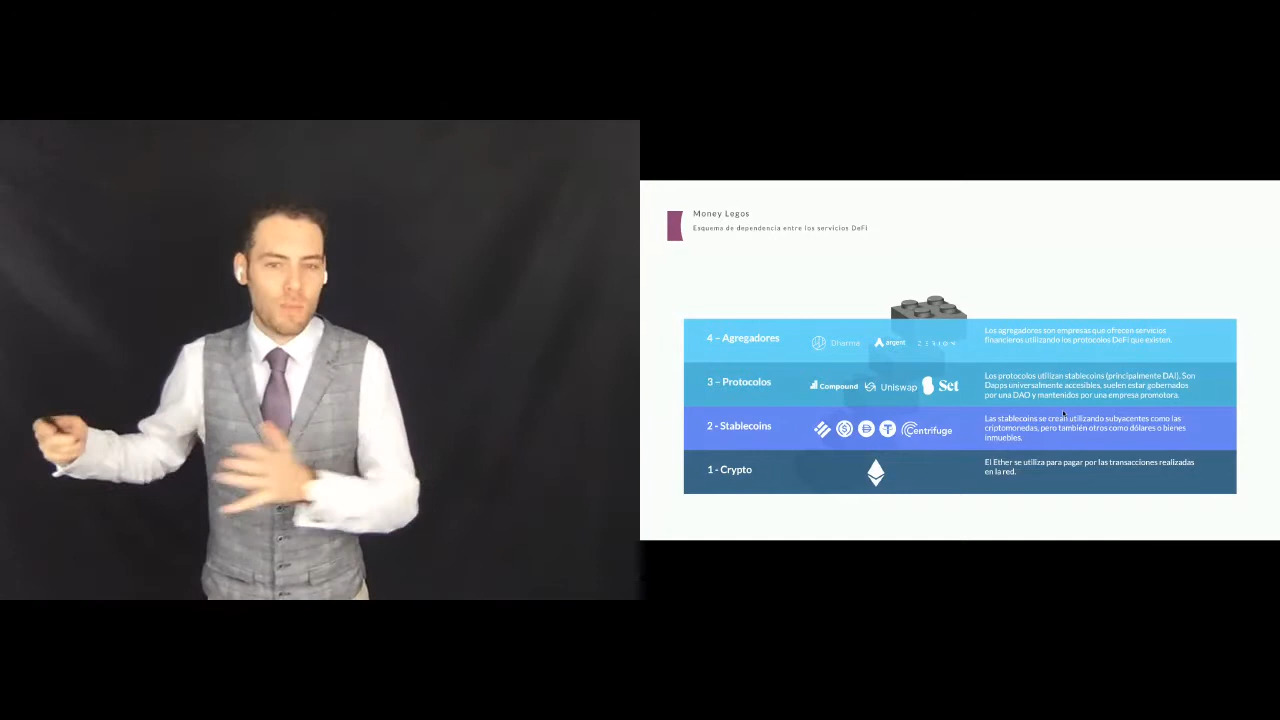 Money Legos
Esquema de dependencia entre los servicios DeFi
4 – Agregadores
Dharma
argent
ZERION
Los agregadores son empresas que ofrecen servicios
financieros utilizando los protocolos DeFi que existen.
3 – Protocolos
Compound
Uniswap
Set
Los protocolos utilizan stablecoins (principalmente DAI). Son
Dapps universalmente accesibles, suelen estar gobernados
por una DAO y mantenidos por una empresa promotora.
2 - Stablecoins
Centrifuge
Las stablecoins se crean utilizando subyacentes como las
criptomonedas, pero también otros como dólares o bienes
inmuebles.
1 - Crypto
El Ether se utiliza para pagar por las transacciones realizadas
en la red.